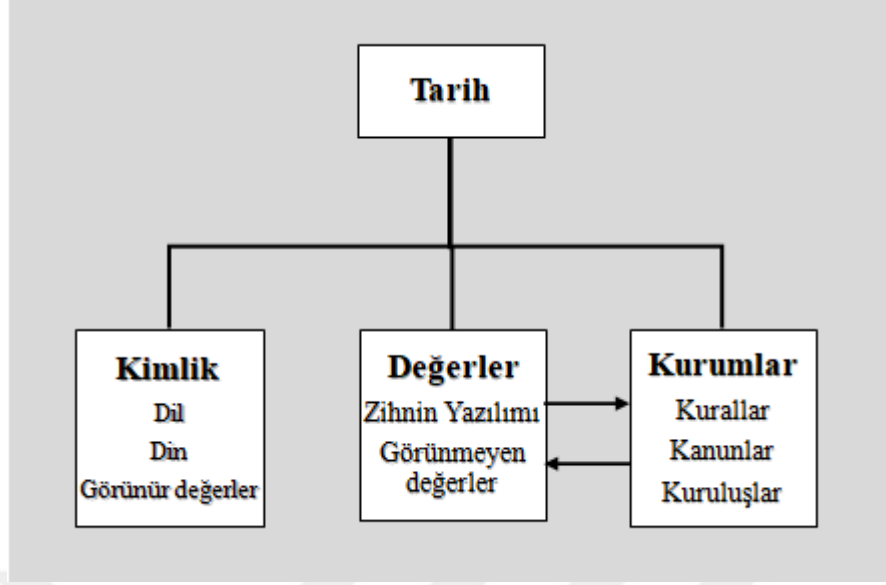 Tarih
Kimlik
Dil
Din
Görünür değerler
Değerler
Zihnin Yazılımı
Görünmeyen
değerler
Kurumlar
Kurallar
Kanunlar
Kuruluşlar